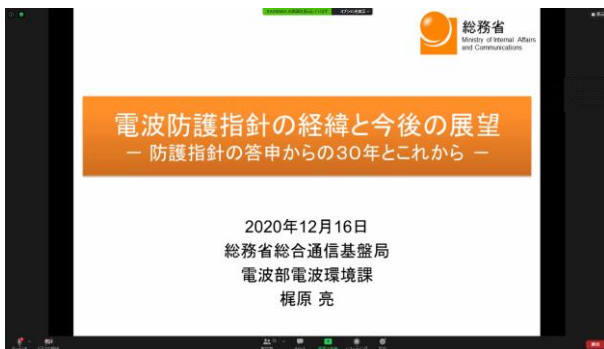 総務省
Ministry of Internal Affairs
and Communications
電波防護指針の経緯と今後の展望
― 防護指針の答申からの30年とこれから ―
2020年12月16日
総務省総合通信基盤局
電波部電波環境課
梶原 亮